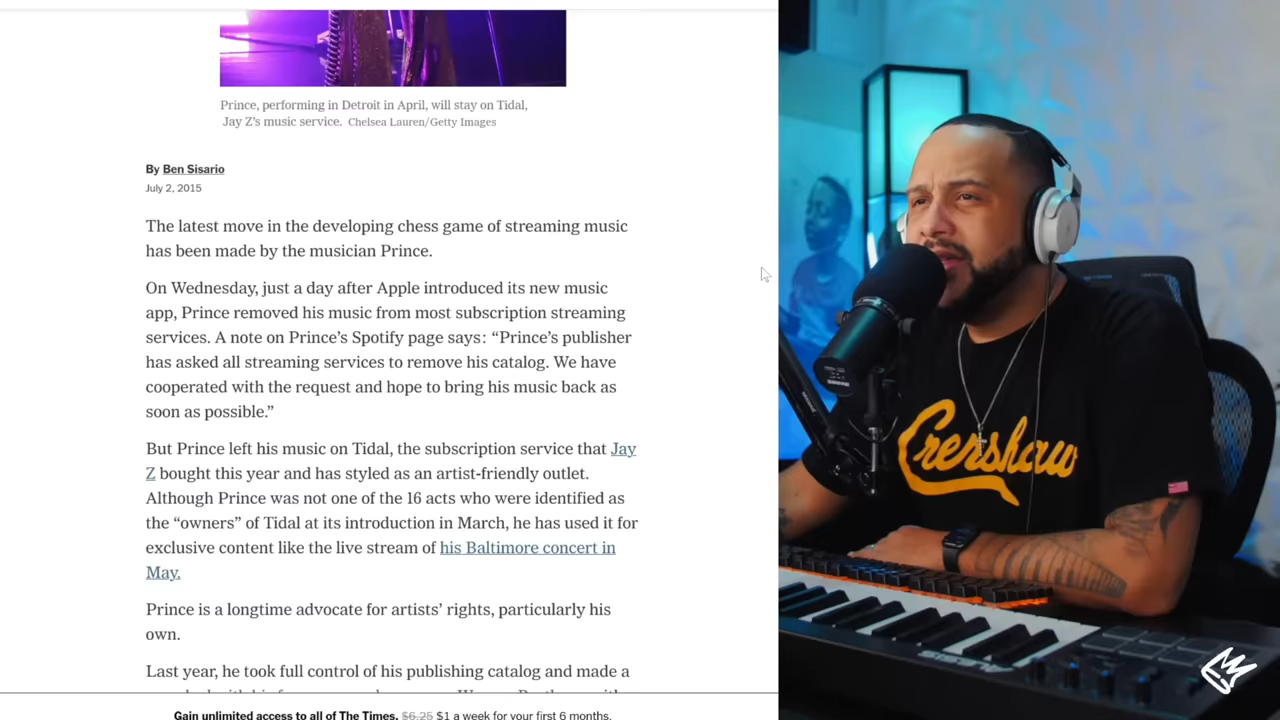 Prince, performing in Detroit in April, will stay on Tidal,
Jay Z’s music service. Chelsea Lauren/Getty Images
By Ben Sisario
July 2, 2015
The latest move in the developing chess game of streaming music
has been made by the musician Prince.
On Wednesday, just a day after Apple introduced its new music
app, Prince removed his music from most subscription streaming
services. A note on Prince’s Spotify page says: “Prince’s publisher
has asked all streaming services to remove his catalog. We have
cooperated with the request and hope to bring his music back as
soon as possible.”
But Prince left his music on Tidal, the subscription service that Jay
Z bought this year and has styled as an artist-friendly outlet.
Although Prince was not one of the 16 acts who were identified as
the “owners” of Tidal at its introduction in March, he has used it for
exclusive content like the live stream of his Baltimore concert in
May.
Prince is a longtime advocate for artists’ rights, particularly his
own.
Last year, he took full control of his publishing catalog and made a
Gain unlimited access to all of The Times. $6.25 $1 a week for your first 6 months.
Crenshaw
ALESIS